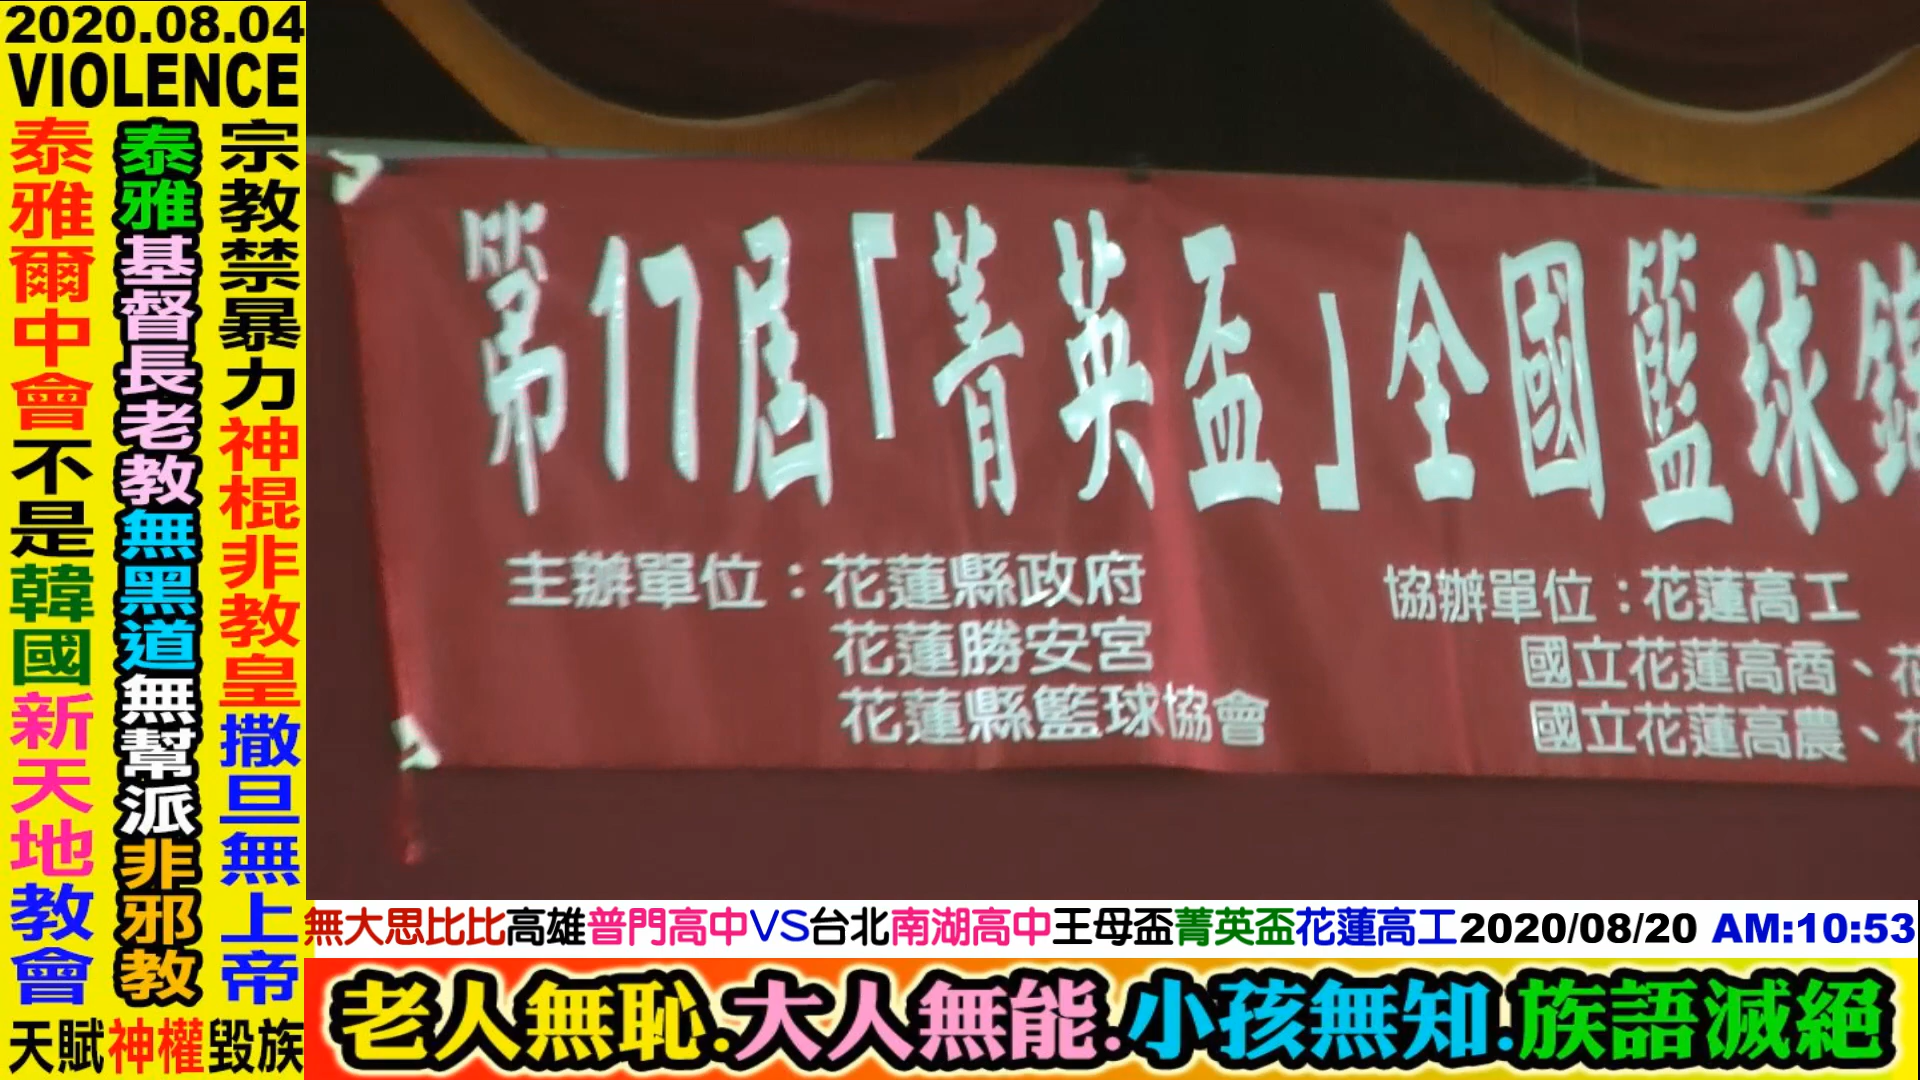 2020.08.04
VIOLENCE
宗教禁暴力神棍非教皇撒旦無上帝
泰雅基督長老教無黑道無幫派非邪教
泰雅爾中會不是韓國新天地教會
天賦神權毀族
第17屆「菁英盃」全國籃球錦
主辦單位：花蓮縣政府
花蓮勝安宮
花蓮縣籃球協會
協辦單位：花蓮高工
國立花蓮高商、花
國立花蓮高農、花
無大思比比高雄普門高中VS台北南湖高中王母盃菁英盃花蓮高工2020/08/20 AM:10:53
老人無恥.大人無能.小孩無知.族語滅絕